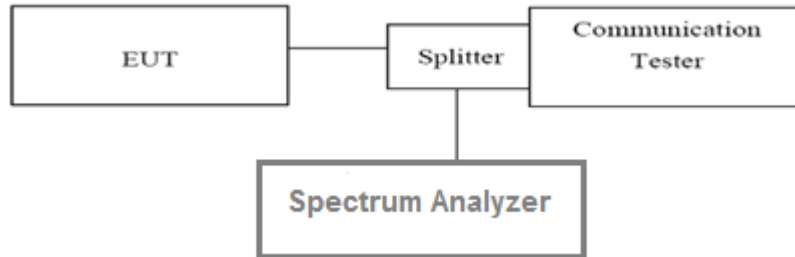 EUT
Splitter
Communication
Tester
Spectrum Analyzer